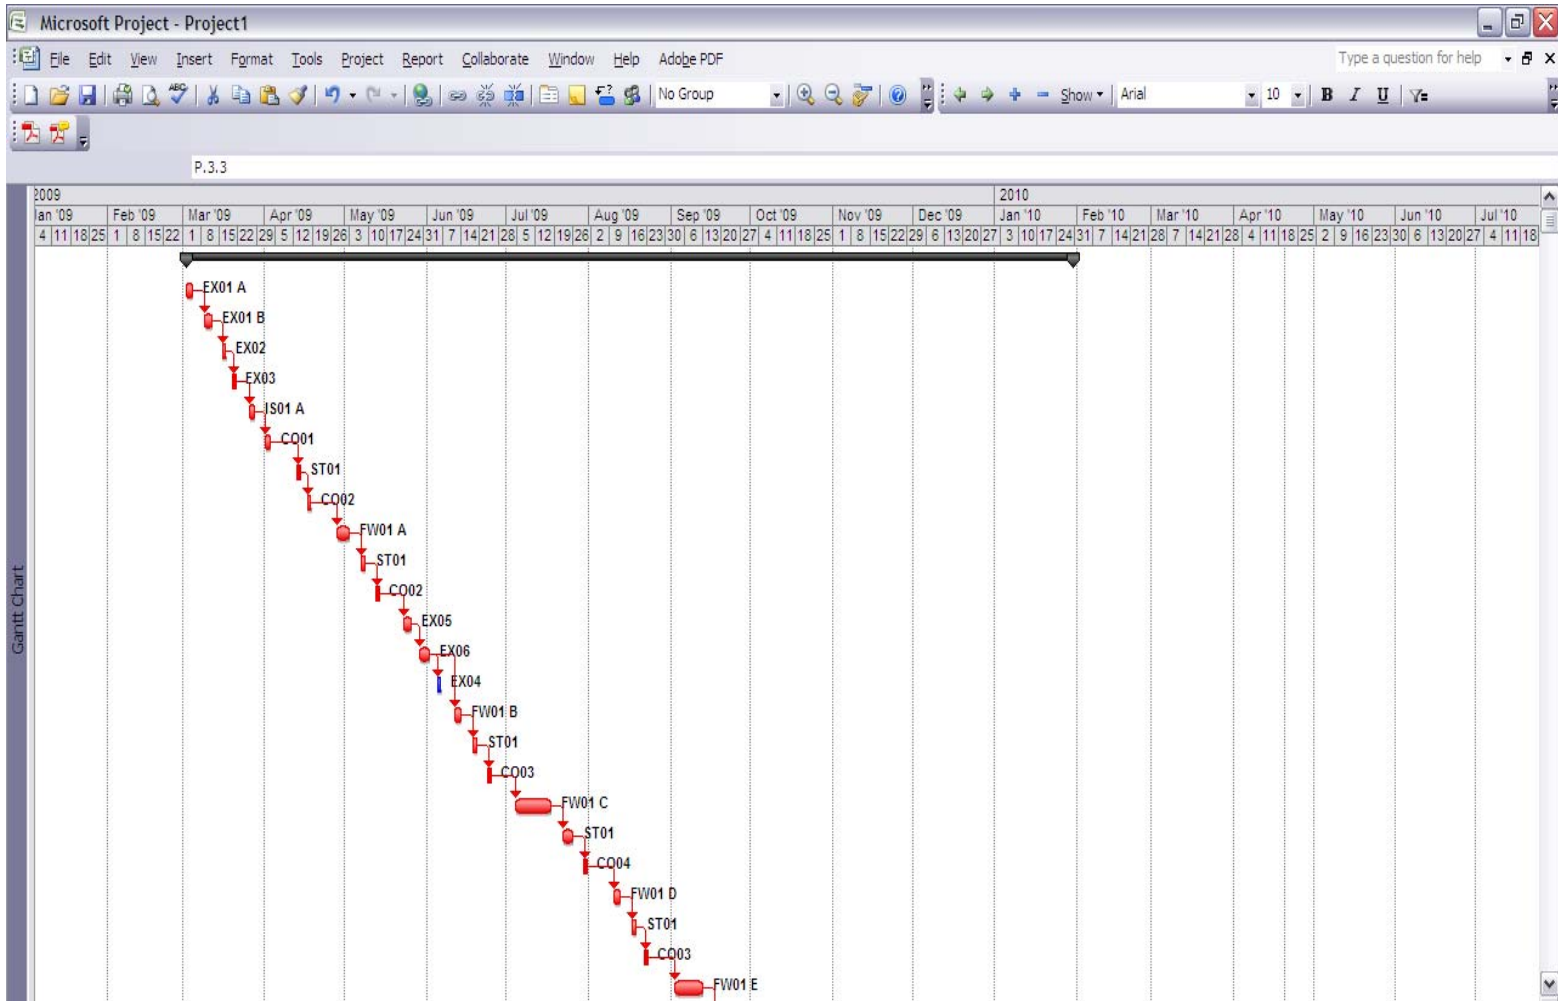 Microsoft Project - Project1
File Edit View Insert Format Tools Project Report Collaborate Window Help Adobe PDF Type a question for help
ABC No Group Show Arial 10 B I U
P.3.3
2009 2010
Jan '09 Feb '09 Mar '09 Apr '09 May '09 Jun '09 Jul '09 Aug '09 Sep '09 Oct '09 Nov '09 Dec '09 Jan '10 Feb '10 Mar '10 Apr '10 May '10 Jun '10 Jul '10
4 11 18 25 1 8 15 22 1 8 15 22 29 5 12 19 26 3 10 17 24 31 7 14 21 28 5 12 19 26 2 9 16 23 30 6 13 20 27 4 11 18 25 1 8 15 22 29 6 13 20 27 3 10 17 24 31 7 14 21 28 7 14 21 28 4 11 18 25 2 9 16 23 30 6 13 20 27 4 11 18
EX01 A
EX01 B
EX02
EX03
IS01 A
CO01
ST01
CO02
FW01 A
ST01
CO02
EX05
EX06
EX04
FW01 B
ST01
CO03
FW01 C
ST01
CO04
FW01 D
ST01
CO03
FW01 E
Gantt Chart